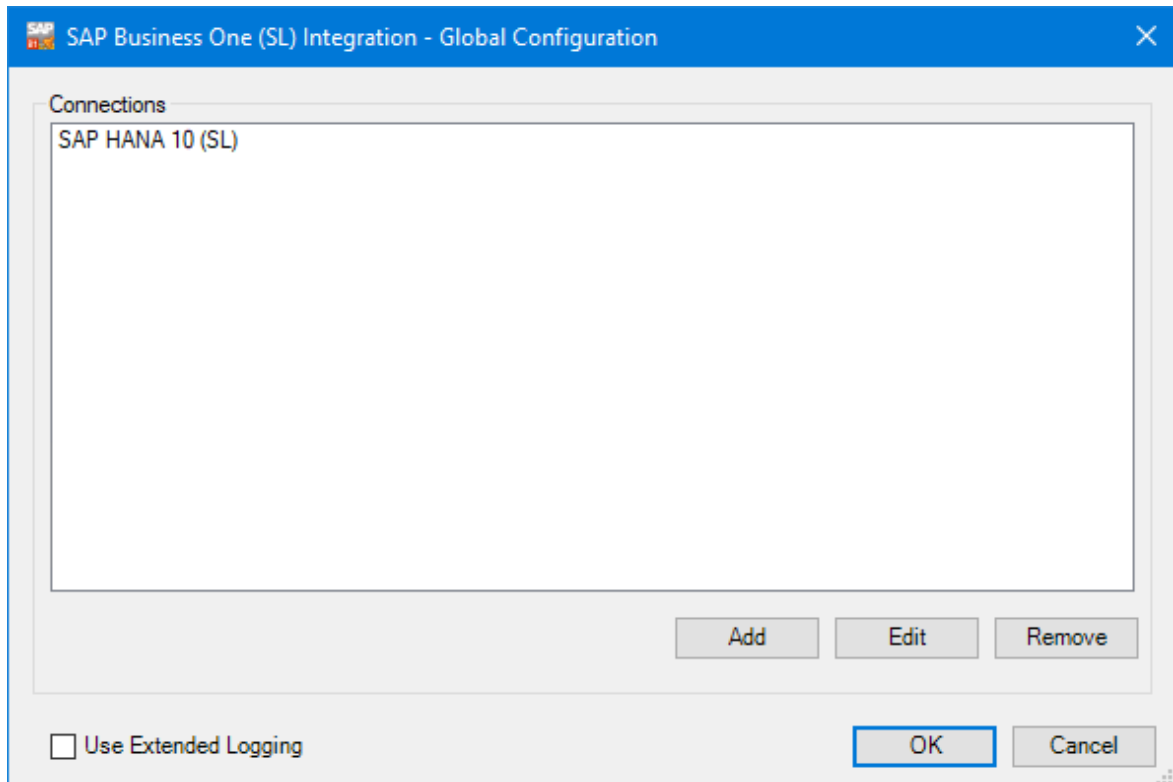 SAP Business One (SL) Integration - Global Configuration
Connections
SAP HANA 10 (SL)
Add Edit Remove
Use Extended Logging OK Cancel